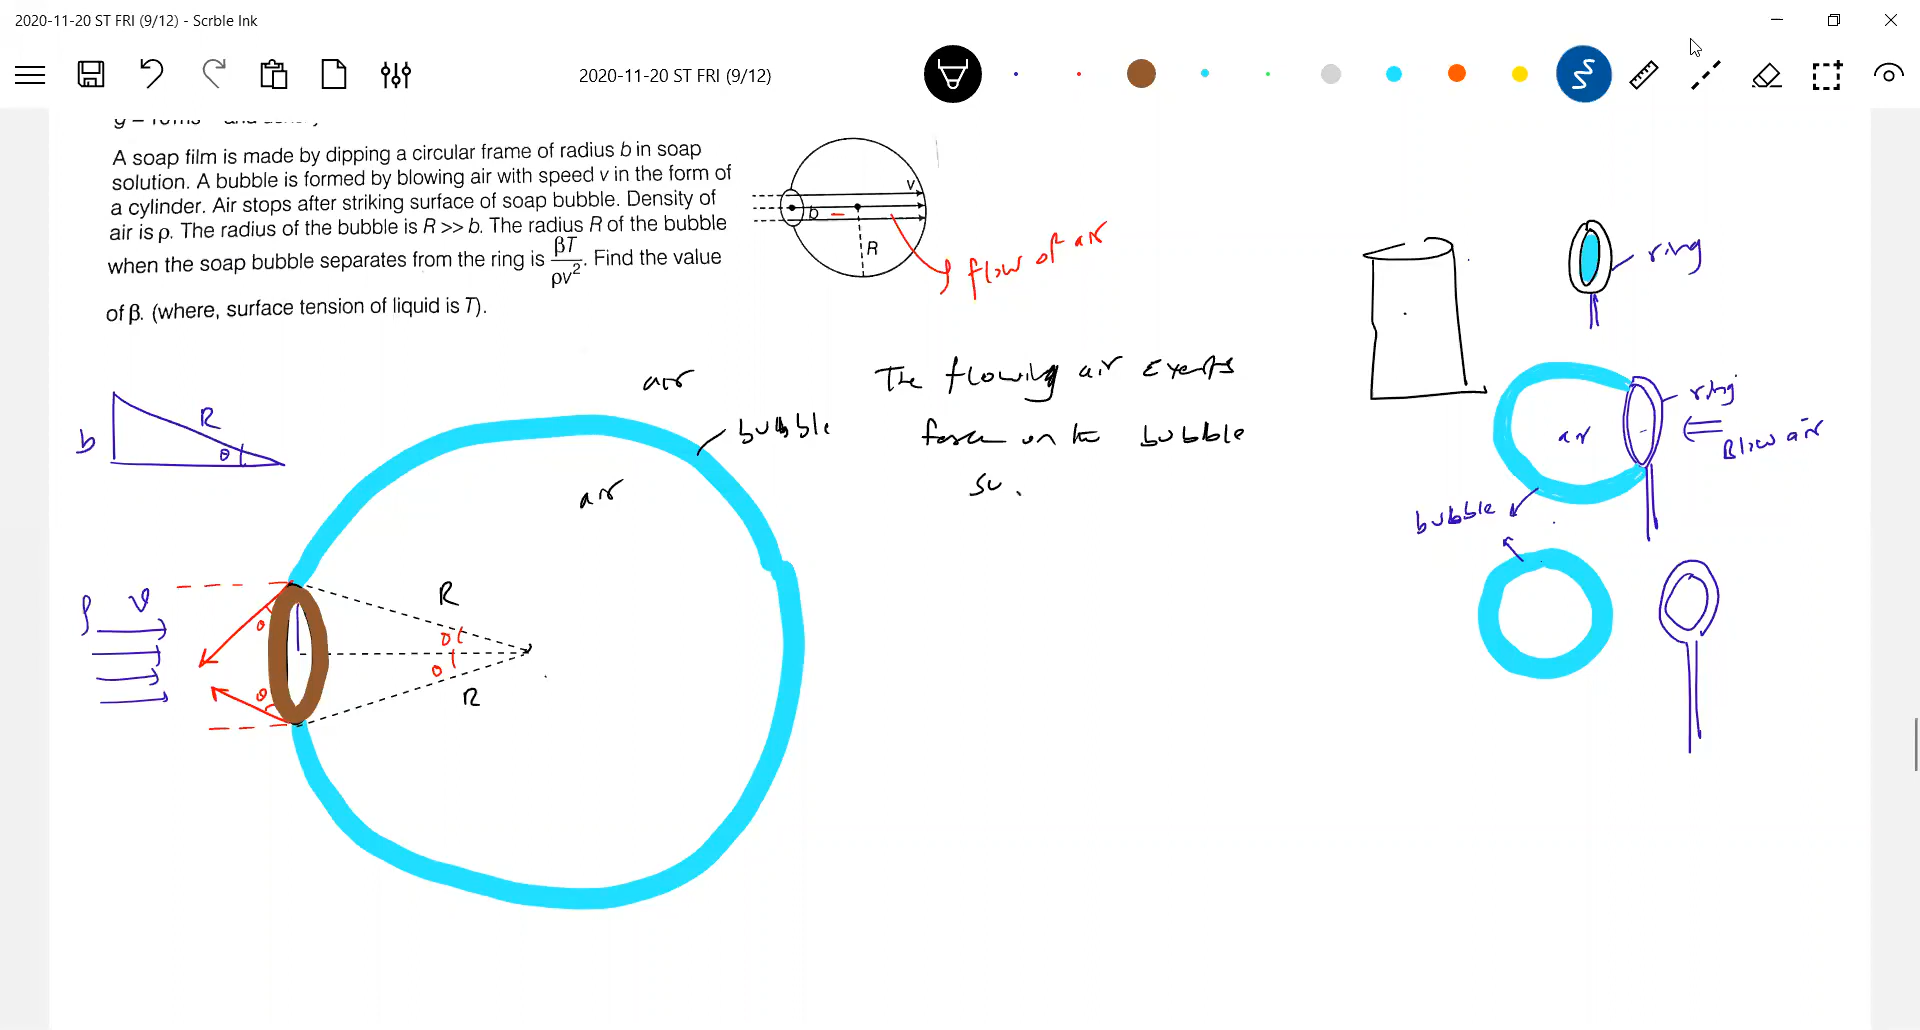 2020-11-20 ST FRI (9/12) - Scrble Ink
2020-11-20 ST FRI (9/12)
A soap film is made by dipping a circular frame of radius b in soap
solution. A bubble is formed by blowing air with speed v in the form of
a cylinder. Air stops after striking surface of soap bubble. Density of
air is ρ. The radius of the bubble is R >> b. The radius R of the bubble
when the soap bubble separates from the ring is βT/ρv². Find the value
of β. (where, surface tension of liquid is T).
v
b
R
flow of air
ring
air
The flowing air exerts
force on the bubble
so.
bubble
air
R
b
θ
ring
air
Blow air
bubble
ρ v
R
R
θ
θ
θ
θ